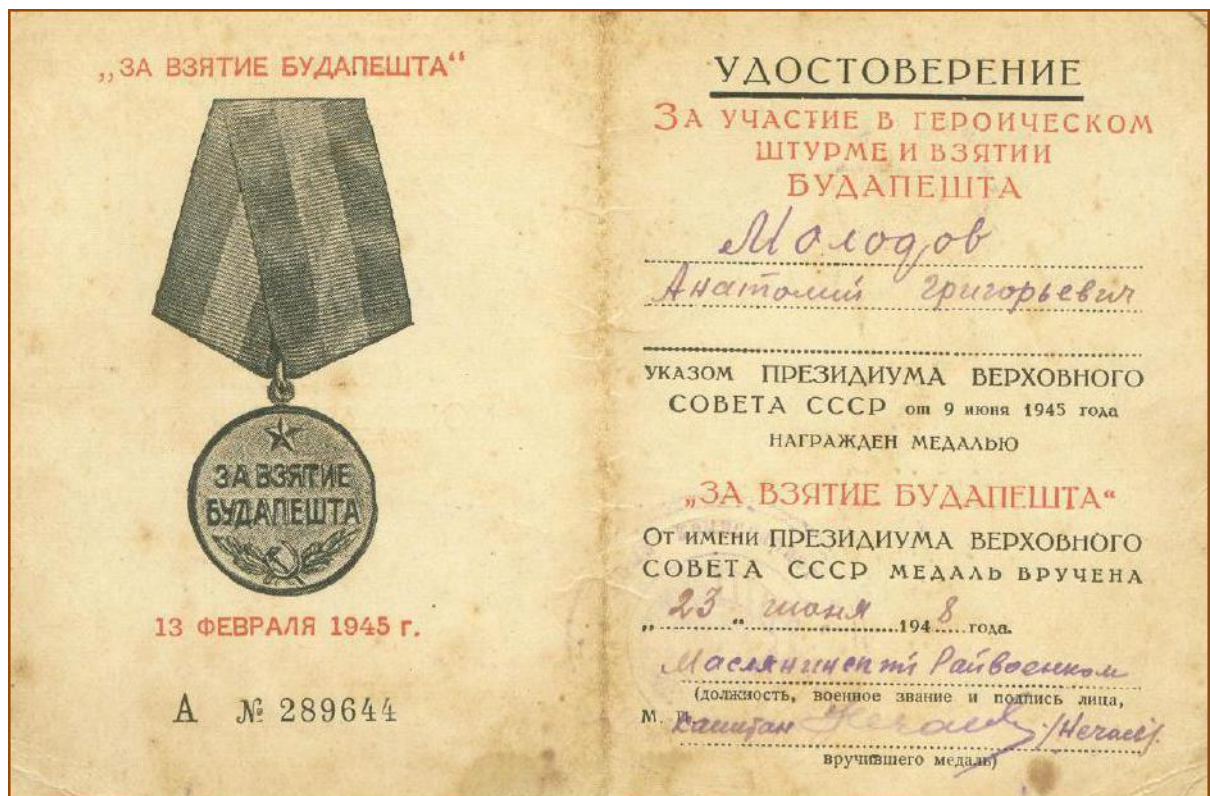 „ЗА ВЗЯТИЕ БУДАПЕШТА“
ЗА ВЗЯТИЕ
БУДАПЕШТА
13 ФЕВРАЛЯ 1945 г.
А № 289644
УДОСТОВЕРЕНИЕ
ЗА УЧАСТИЕ В ГЕРОИЧЕСКОМ
ШТУРМЕ И ВЗЯТИИ
БУДАПЕШТА
Молодов
Анатолий Григорьевич
УКАЗОМ ПРЕЗИДИУМА ВЕРХОВНОГО
СОВЕТА СССР от 9 июня 1945 года
НАГРАЖДЕН МЕДАЛЬЮ
„ЗА ВЗЯТИЕ БУДАПЕШТА“
ОТ ИМЕНИ ПРЕЗИДИУМА ВЕРХОВНОГО
СОВЕТА СССР МЕДАЛЬ ВРУЧЕНА
„23“ июня 1948 года.
Маслянинский Райвоенком
(должность, военное звание и подпись лица,
М. П. капитан /Нечаев/
вручившего медаль)